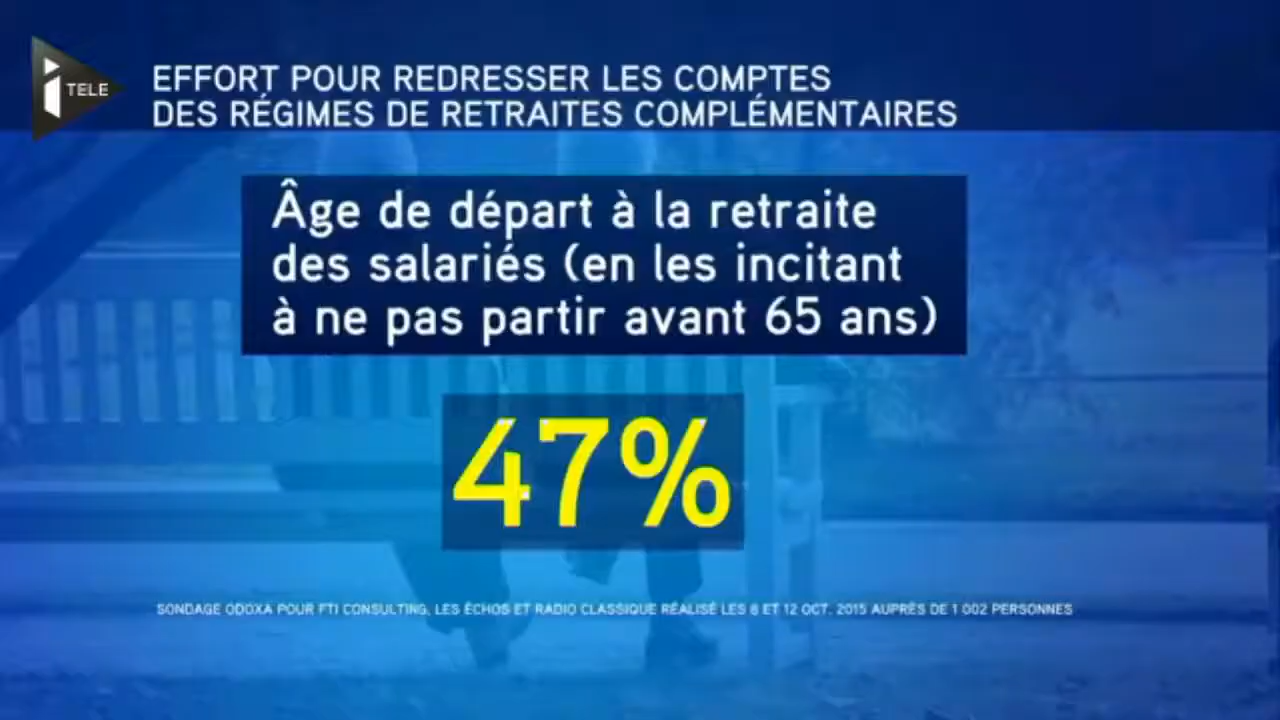 i TELE
EFFORT POUR REDRESSER LES COMPTES
DES RÉGIMES DE RETRAITES COMPLÉMENTAIRES
Âge de départ à la retraite
des salariés (en les incitant
à ne pas partir avant 65 ans)
47%
SONDAGE ODOXA POUR FTI CONSULTING, LES ÉCHOS ET RADIO CLASSIQUE RÉALISÉ LES 8 ET 12 OCT. 2015 AUPRÈS DE 1 002 PERSONNES